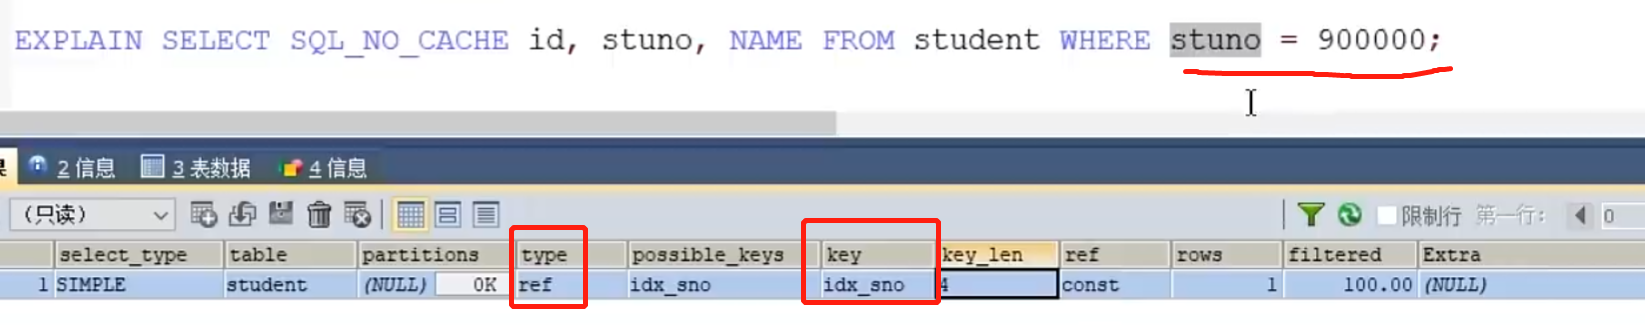 EXPLAIN SELECT SQL_NO_CACHE id, stuno, NAME FROM student WHERE stuno = 900000;
2 信息 3 表数据 4 信息
(只读) 限制行 第一行: 0
select_type table partitions type possible_keys key key_len ref rows filtered Extra
1 SIMPLE student (NULL) 0K ref idx_sno idx_sno 4 const 1 100.00 (NULL)